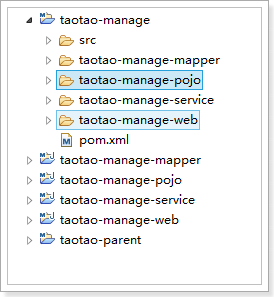 taotao-manage
src
taotao-manage-mapper
taotao-manage-pojo
taotao-manage-service
taotao-manage-web
pom.xml
taotao-manage-mapper
taotao-manage-pojo
taotao-manage-service
taotao-manage-web
taotao-parent